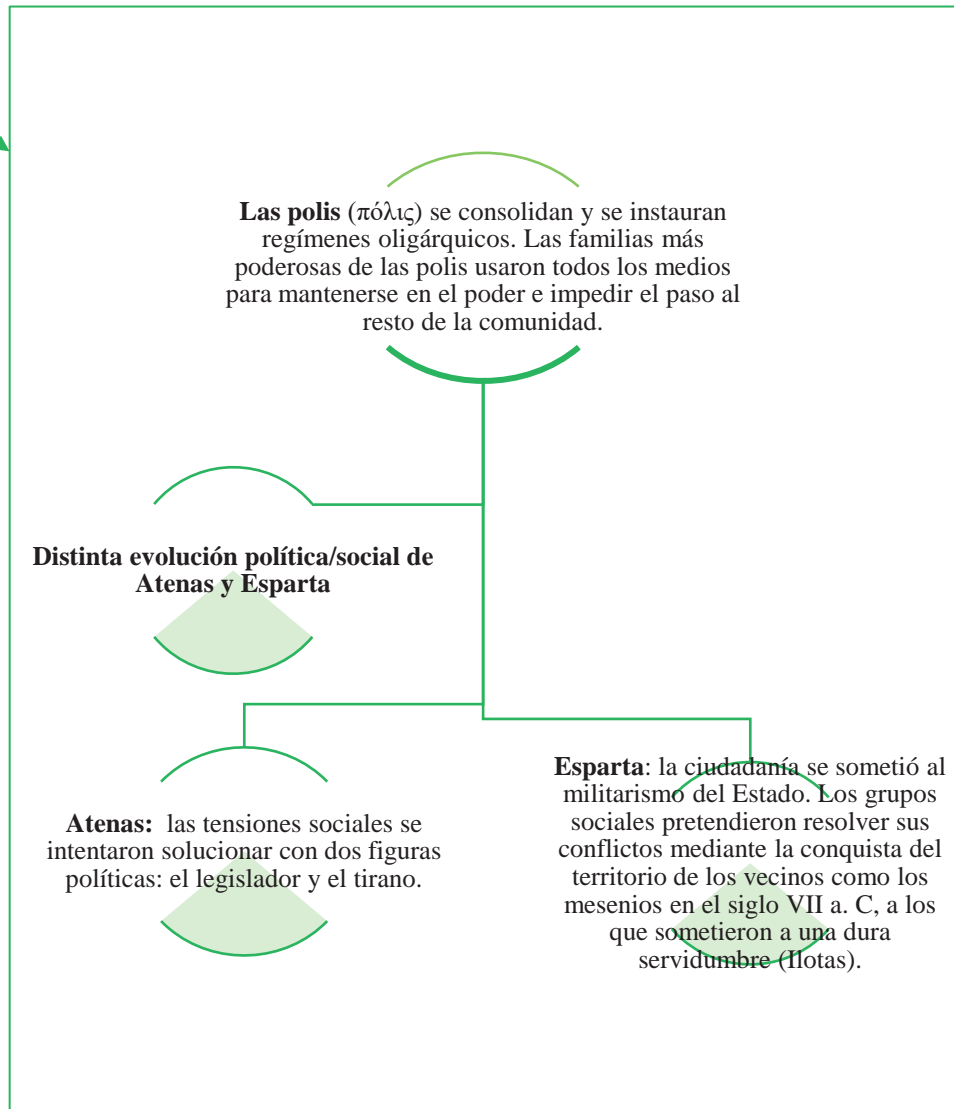 Las polis (πόλις) se consolidan y se instauran
regímenes oligárquicos. Las familias más
poderosas de las polis usaron todos los medios
para mantenerse en el poder e impedir el paso al
resto de la comunidad.
Distinta evolución política/social de
Atenas y Esparta
Atenas: las tensiones sociales se
intentaron solucionar con dos figuras
políticas: el legislador y el tirano.
Esparta: la ciudadanía se sometió al
militarismo del Estado. Los grupos
sociales pretendieron resolver sus
conflictos mediante la conquista del
territorio de los vecinos como los
mesenios en el siglo VII a. C, a los
que sometieron a una dura
servidumbre (Ilotas).